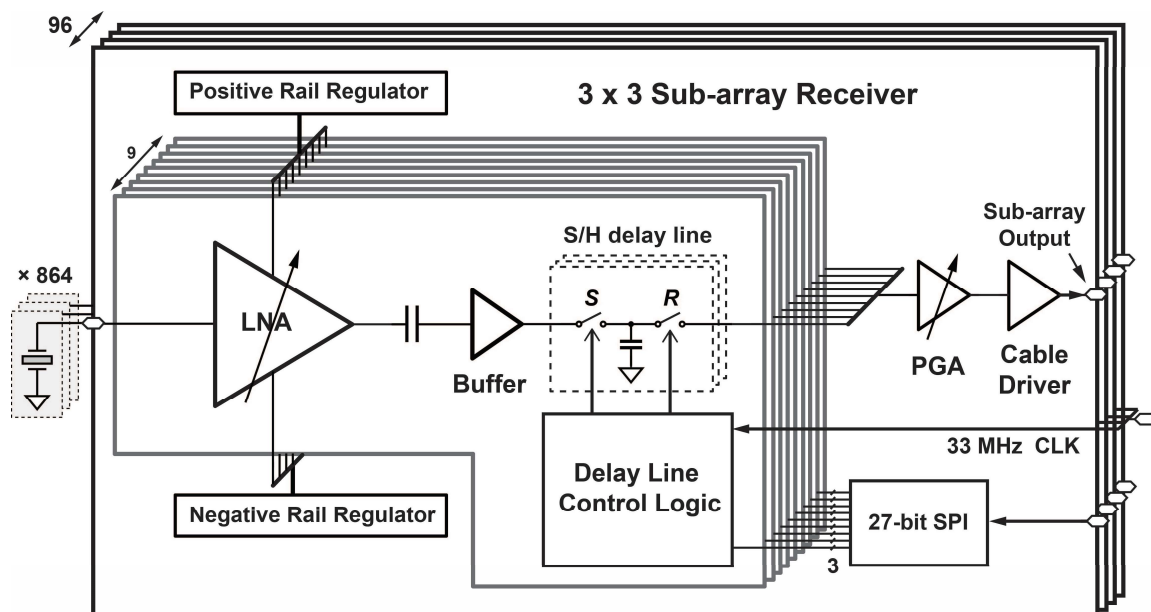 96
Positive Rail Regulator
3 x 3 Sub-array Receiver
9
Sub-array
Output
S/H delay line
× 864
S
R
LNA
Buffer
PGA
Cable
Driver
33 MHz CLK
Delay Line
Control Logic
Negative Rail Regulator
27-bit SPI
3